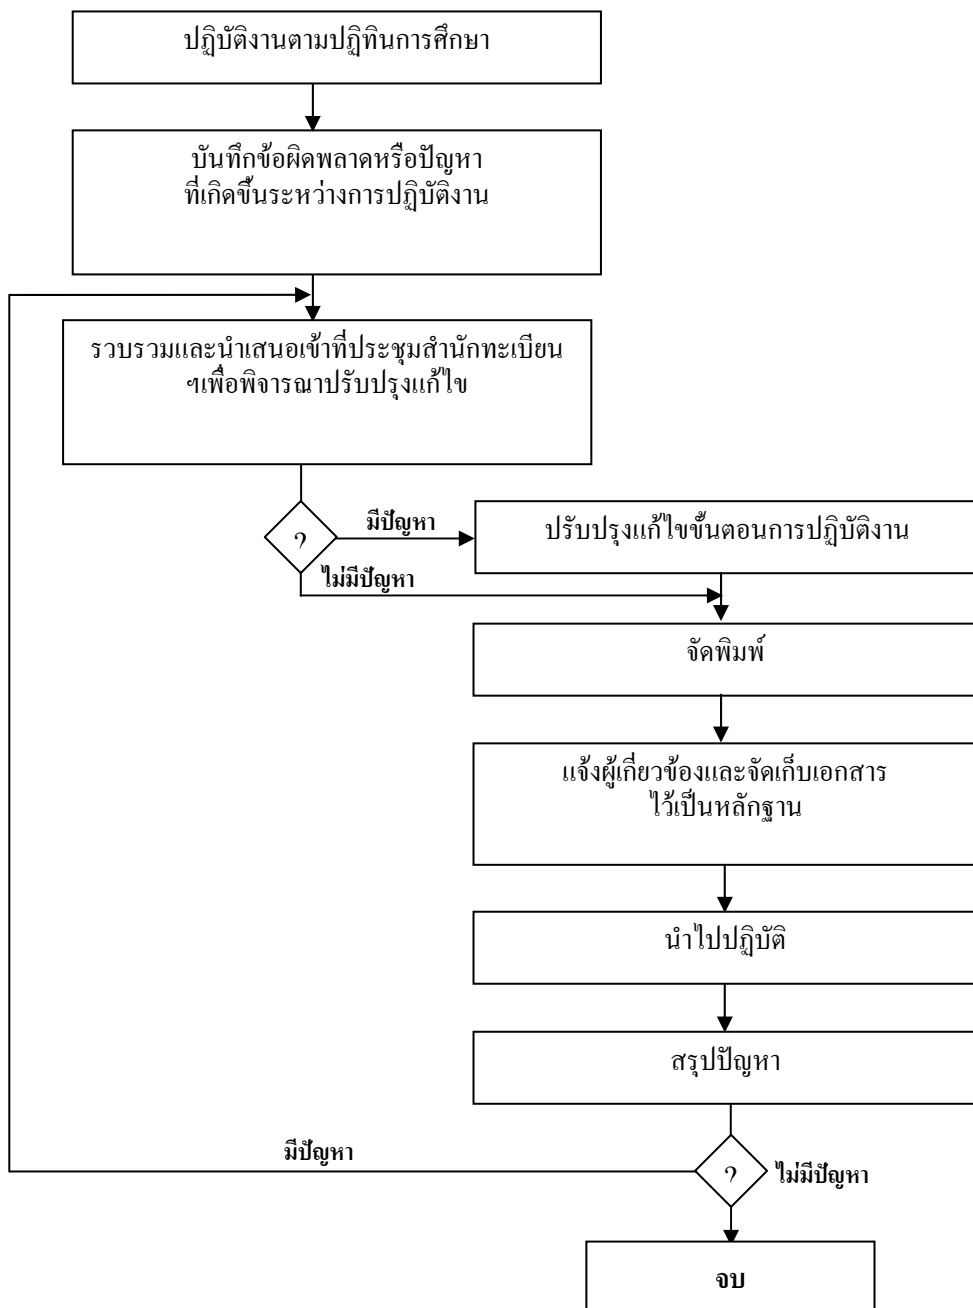 ปฏิบัติงานตามปฏิทินการศึกษา
บันทึกข้อผิดพลาดหรือปัญหา
ที่เกิดขึ้นระหว่างการปฏิบัติงาน
รวบรวมและนำเสนอเข้าที่ประชุมสำนักทะเบียน
ฯเพื่อพิจารณาปรับปรุงแก้ไข
?
มีปัญหา
ปรับปรุงแก้ไขขั้นตอนการปฏิบัติงาน
ไม่มีปัญหา
จัดพิมพ์
แจ้งผู้เกี่ยวข้องและจัดเก็บเอกสาร
ไว้เป็นหลักฐาน
นำไปปฏิบัติ
สรุปปัญหา
มีปัญหา
?
ไม่มีปัญหา
จบ